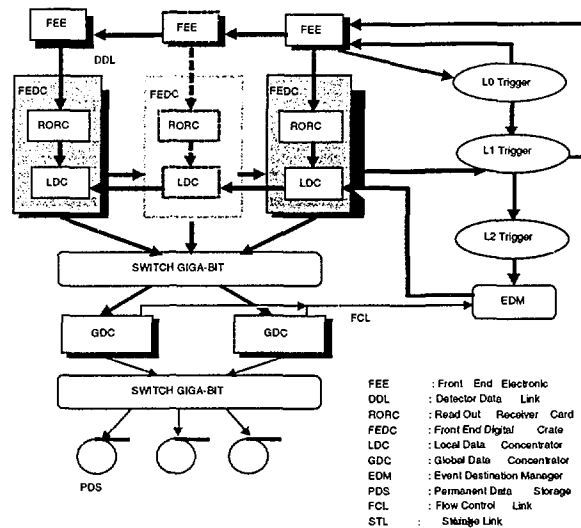 FEE
FEE
FEE
DDL
L0 Trigger
FEDC
FEDC
FEDC
RORC
RORC
RORC
L1 Trigger
LDC
LDC
LDC
L2 Trigger
SWITCH GIGA-BIT
EDM
FCL
GDC
GDC
SWITCH GIGA-BIT
PDS
FEE : Front End Electronic
DDL : Detector Data Link
RORC : Read Out Receiver Card
FEDC : Front End Digital Crate
LDC : Local Data Concentrator
GDC : Global Data Concentrator
EDM : Event Destination Manager
PDS : Permanent Data Storage
FCL : Flow Control Link
STL : Storage Link